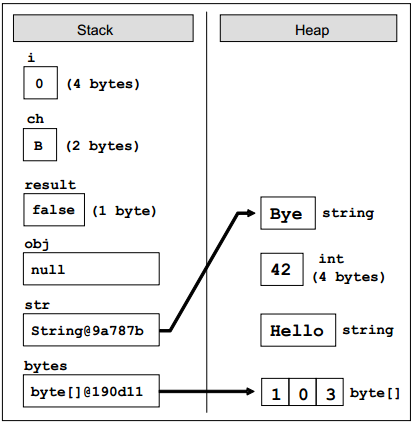 Stack
Heap
i
0 (4 bytes)
ch
B (2 bytes)
result
false (1 byte)
obj
null
str
String@9a787b
bytes
byte[]@190d11
Bye string
42 int
(4 bytes)
Hello string
1 0 3 byte[]